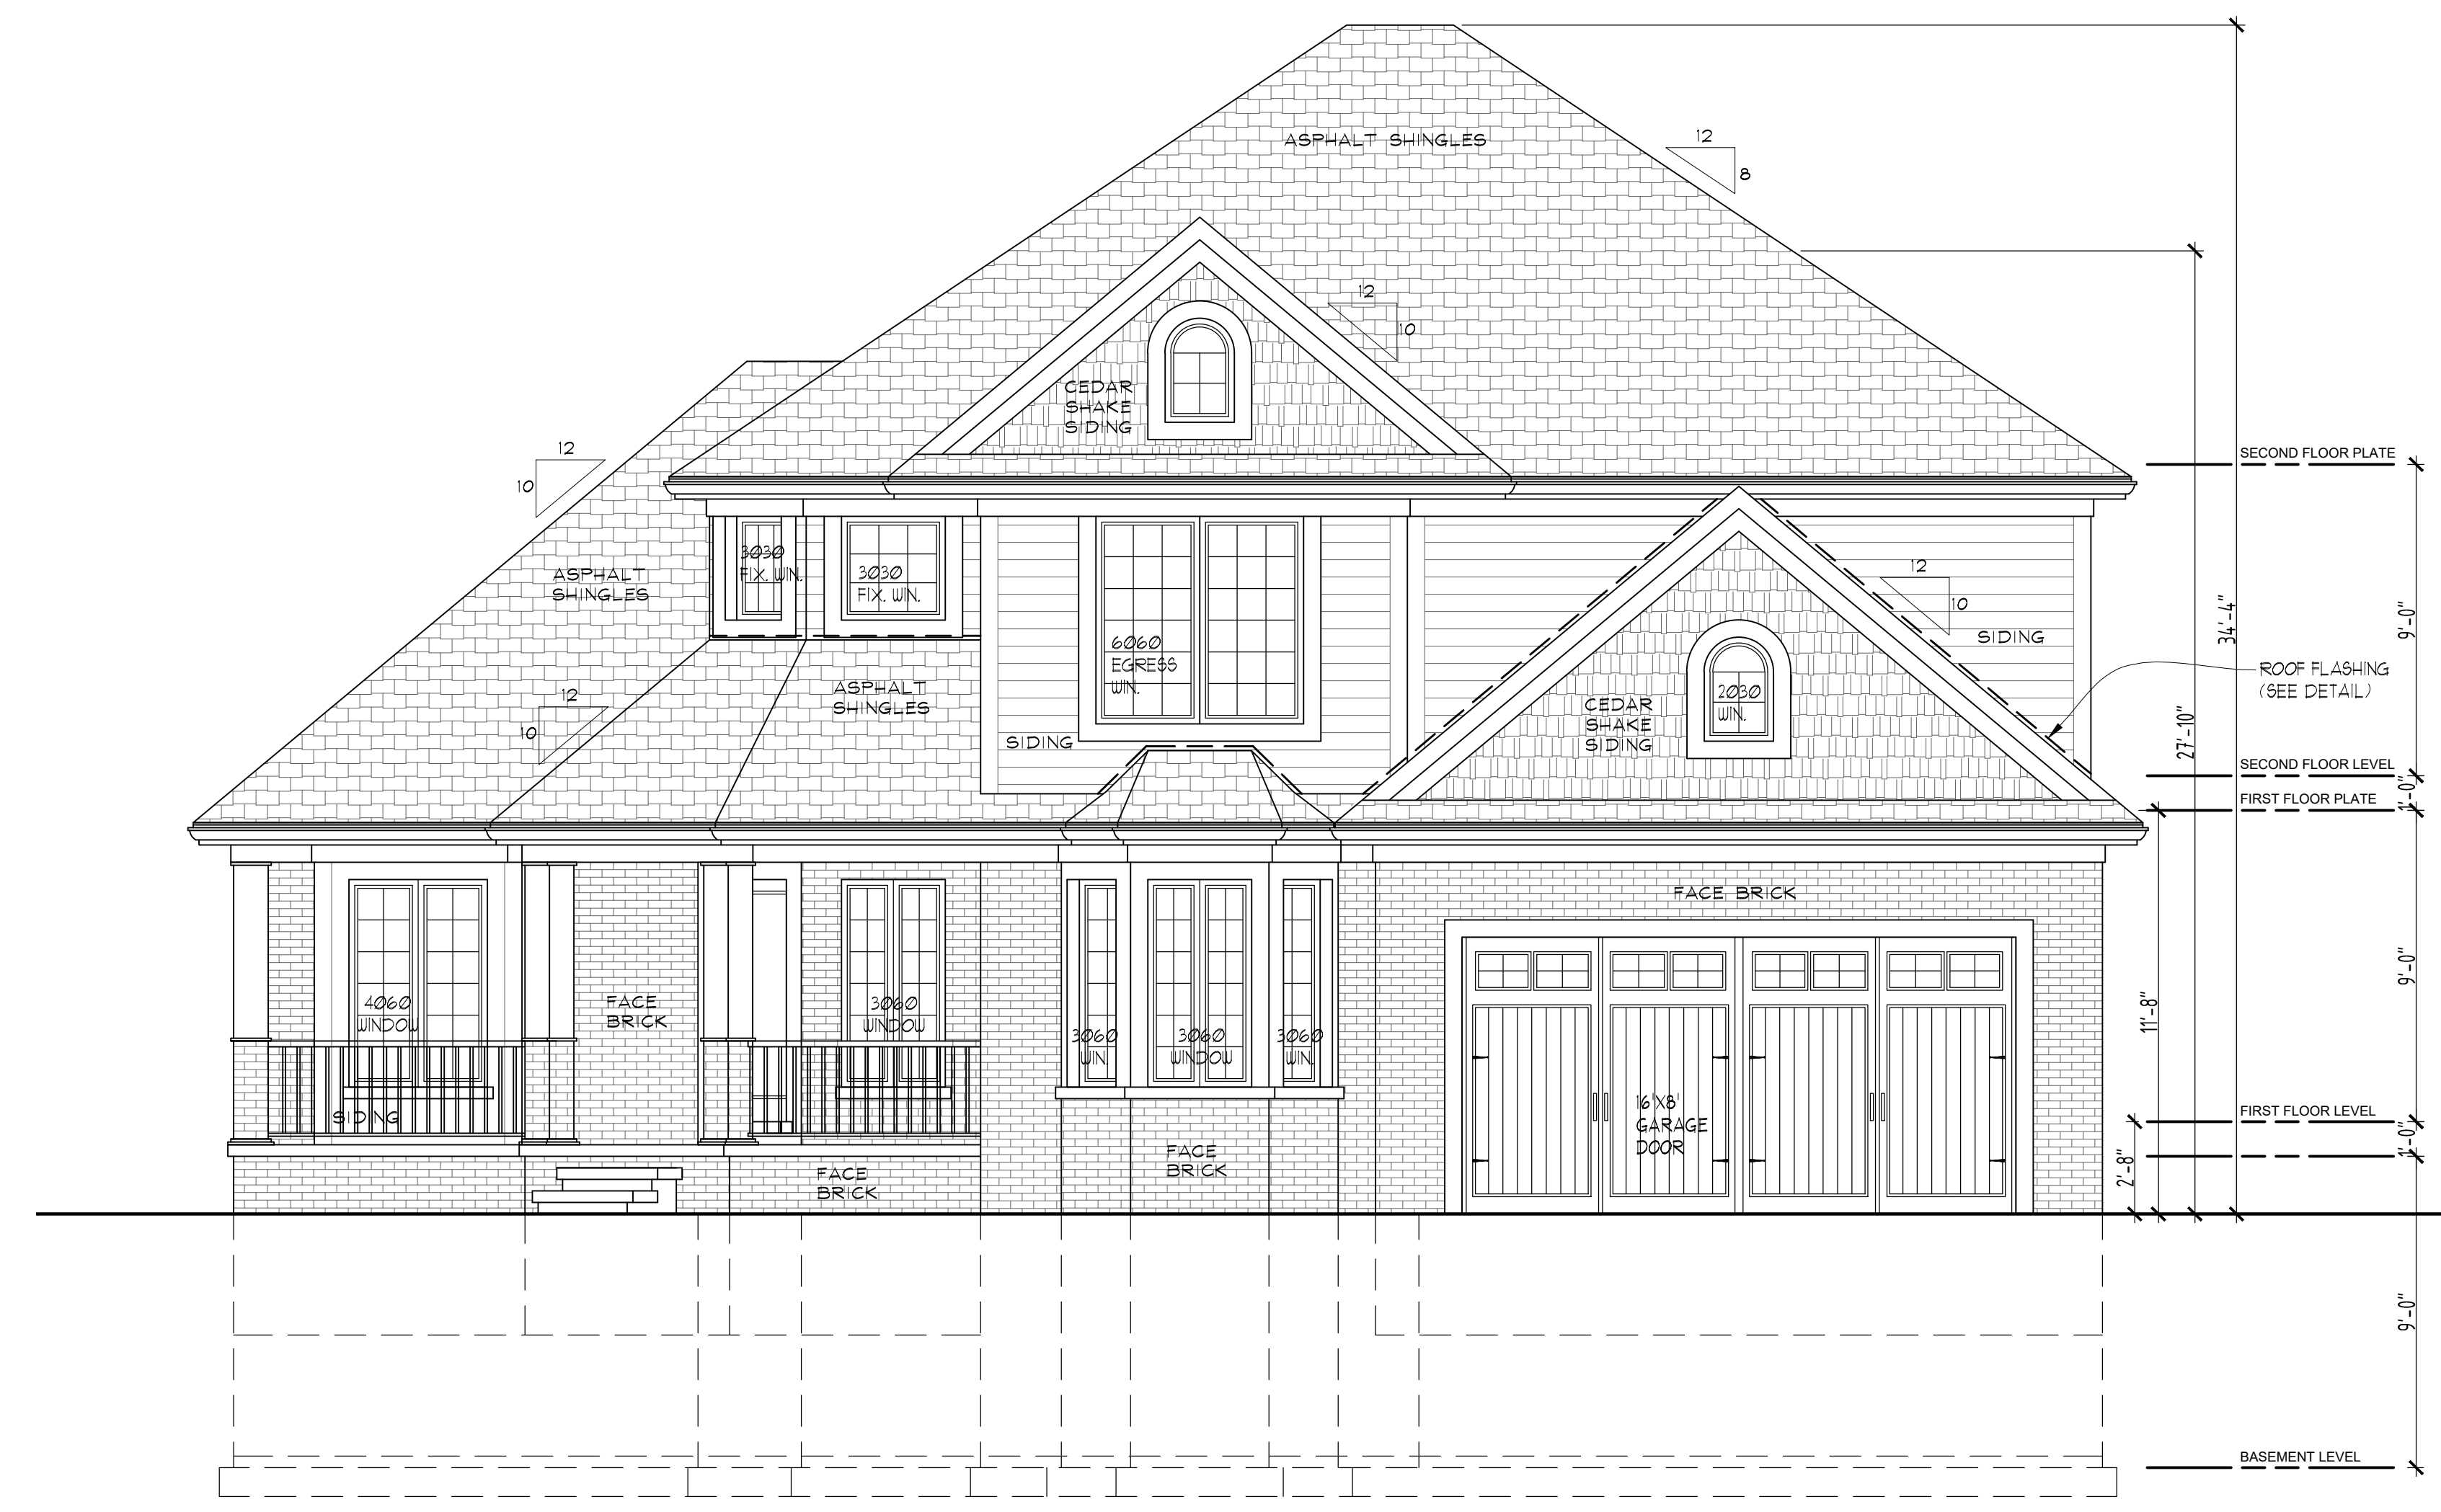 ASPHALT SHINGLES
12
8
12
10
CEDAR
SHAKE
SIDING
12
10
SECOND FLOOR PLATE
3030
FIX. WIN.
3030
FIX. WIN.
ASPHALT
SHINGLES
12
10
SIDING
34'-4"
9'-0"
6060
EGRESS
WIN.
ROOF FLASHING
(SEE DETAIL)
12
10
ASPHALT
SHINGLES
2030
WIN.
CEDAR
SHAKE
SIDING
SIDING
27'-10"
SECOND FLOOR LEVEL
1'-0"
FIRST FLOOR PLATE
FACE BRICK
9'-0"
4060
WINDOW
FACE
BRICK
3060
WINDOW
3060
WIN.
3060
WINDOW
3060
WIN.
11'-8"
SIDING
16'X8'
GARAGE
DOOR
FIRST FLOOR LEVEL
1'-0"
2'-8"
FACE
BRICK
FACE
BRICK
9'-0"
BASEMENT LEVEL